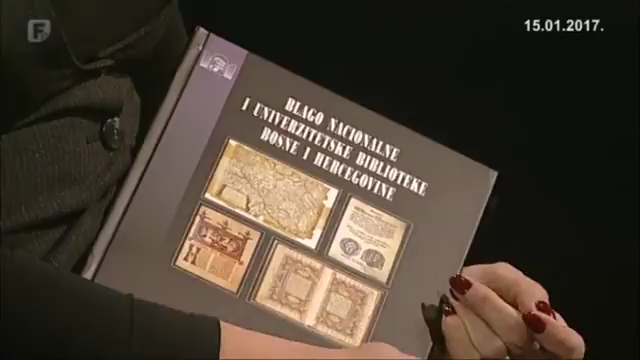 15.01.2017.
BLAGO NACIONALNE
I UNIVERZITETSKE BIBLIOTEKE
BOSNE I HERCEGOVINE